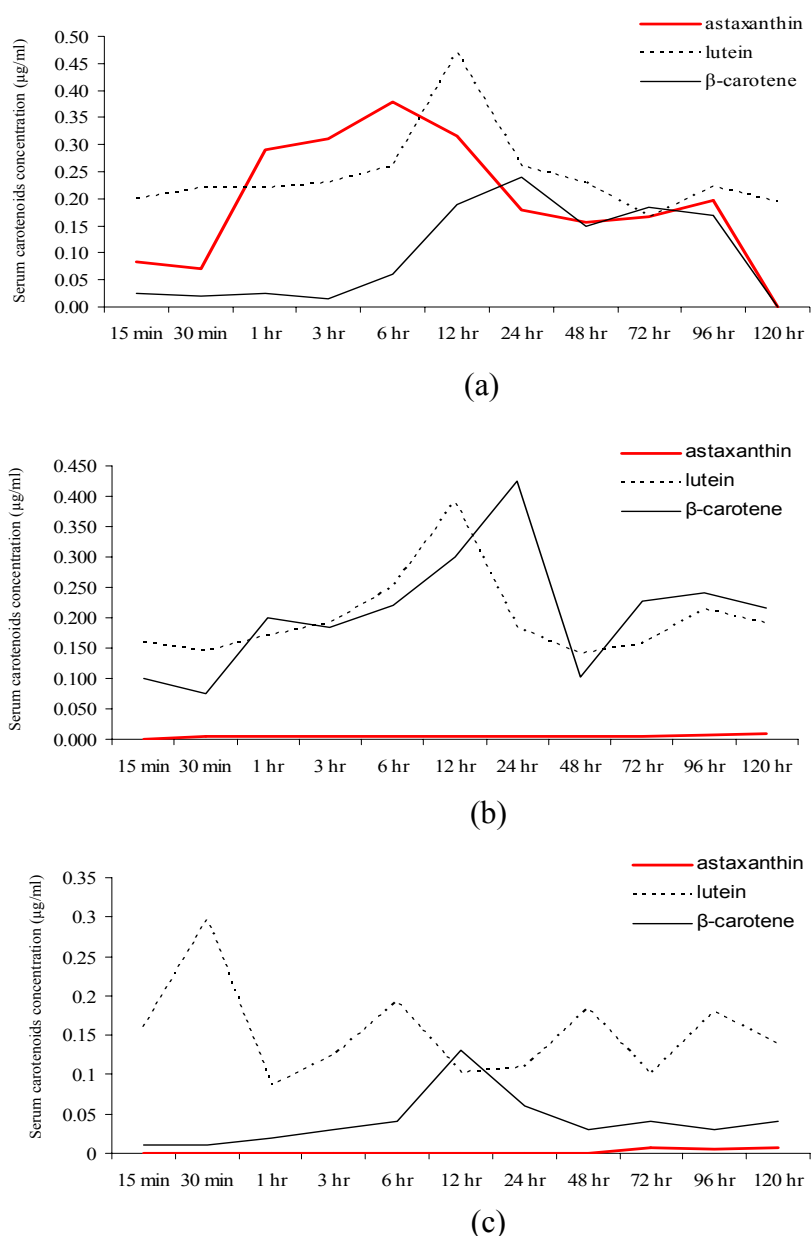 astaxanthin
lutein
β-carotene
Serum carotenoids concentration (µg/ml)
0.50
0.45
0.40
0.35
0.30
0.25
0.20
0.15
0.10
0.05
0.00
15 min 30 min 1 hr 3 hr 6 hr 12 hr 24 hr 48 hr 72 hr 96 hr 120 hr
(a)
astaxanthin
lutein
β-carotene
Serum carotenoids concentration (µg/ml)
0.450
0.400
0.350
0.300
0.250
0.200
0.150
0.100
0.050
0.000
15 min 30 min 1 hr 3 hr 6 hr 12 hr 24 hr 48 hr 72 hr 96 hr 120 hr
(b)
astaxanthin
lutein
β-carotene
Serum carotenoids concentration (µg/ml)
0.35
0.3
0.25
0.2
0.15
0.1
0.05
0
15 min 30 min 1 hr 3 hr 6 hr 12 hr 24 hr 48 hr 72 hr 96 hr 120 hr
(c)